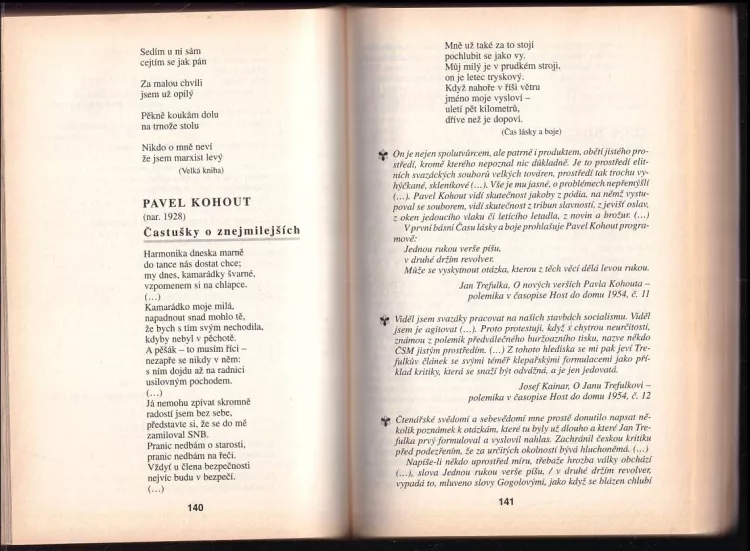 Sedím u ní sám
cejtím se jak pán
Za malou chvíli
jsem už opilý
Pěkně koukám dolu
na trnože stolu
Nikdo o mně neví
že jsem marxist levý
(Velká kniha)
PAVEL KOHOUT
(nar. 1928)
Častušky o znejmilejších
Harmonika dneska marně
do tance nás dostat chce;
my dnes, kamarádky švarné,
vzpomenem si na chlapce.
(…)
Kamarádko moje milá,
napadnout snad mohlo tě,
že bych s tím svým nechodila,
kdyby nebyl v pěchotě.
A pěšák – to musím říci –
nezapře se nikdy v něm:
s ním dojdu až na radnici
usilovným pochodem.
(…)
Já nemohu zpívat skromně
radostí jsem bez sebe,
představte si, že se do mě
zamiloval SNB.
Pranic nedbám o starosti,
pranic nedbám na řeči.
Vždyť u člena bezpečnosti
nejvíc budu v bezpečí.
(…)
140
Mně už také za to stojí
pochlubit se jako vy.
Můj milý je v prudkém stroji,
on je letec tryskový.
Když nahoře v říši větru
jméno moje vysloví –
uletí pět kilometrů,
dříve než je dopoví.
(Čas lásky a boje)
On je nejen spolutvůrcem, ale patrně i produktem, obětí jistého pro-
středí, kromě kterého nepoznal nic důkladně. Je to prostředí elit-
ních svazáckých souborů velkých továren, prostředí tak trochu vy-
hýčkané, skleníkové (…). Vše je mu jasné, o problémech nepřemýšlí
(…). Pavel Kohout vidí skutečnost jakoby z pódia, na němž vystu-
poval se souborem, vidí skutečnost z tribun slavností, z jevišť oslav,
z oken jedoucího vlaku či letícího letadla, z novin a brožur. (…)
V první básni Času lásky a boje prohlašuje Pavel Kohout progra-
mově:
Jednou rukou verše píšu,
v druhé držím revolver.
Může se vyskytnout otázka, kterou z těch věcí dělá levou rukou.
Jan Trefulka, O nových verších Pavla Kohouta –
polemika v časopise Host do domu 1954, č. 11
Viděl jsem svazáky pracovat na našich stavbách socialismu. Viděl
jsem je agitovat (…). Proto protestuji, když s chytrou neurčitostí,
známou z polemik předválečného buržoazního tisku, nazve někdo
ČSM jistým prostředím. (…) Z tohoto hlediska se mi pak jeví Tre-
fulkův článek se svými téměř klepařskými formulacemi jako pří-
klad kritiky, která se snaží být odvážná, a je jen jedovatá.
Josef Kainar, O Janu Trefulkovi –
polemika v časopise Host do domu 1954, č. 12
Čtenářské svědomí a sebevědomí mne prostě donutilo napsat ně-
kolik poznámek k otázkám, které tu byly už dlouho a které Jan Tre-
fulka prvý formuloval a vyslovil nahlas. Zachránil českou kritiku
před podezřením, že za určitých okolností bývá hluchoněmá. (…)
Napíše-li někdo uprostřed míru, třebaže hrozba války obchází
(…), slova Jednou rukou verše píšu, / v druhé držím revolver,
vypadá to, mluveno slovy Gogolovými, jako když se blázen chlubí
141